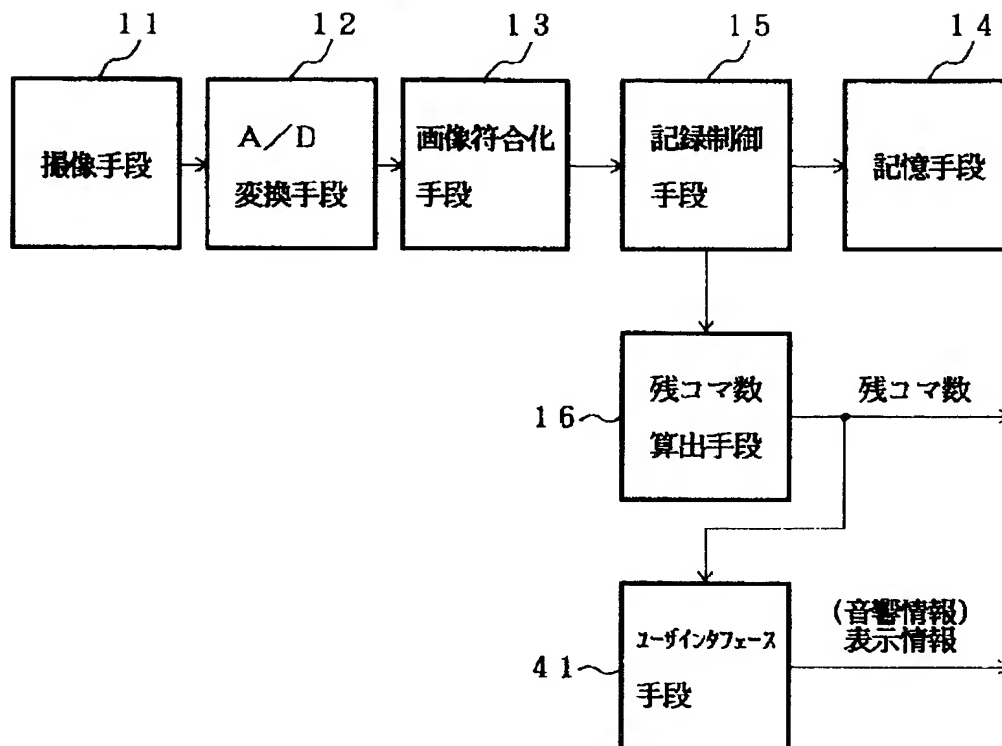 11
12
13
15
14
撮像手段
A/D
変換手段
画像符合化
手段
記録制御
手段
記憶手段
16
残コマ数
算出手段
残コマ数
41
ユーザインタフェース
手段
(音響情報)
表示情報